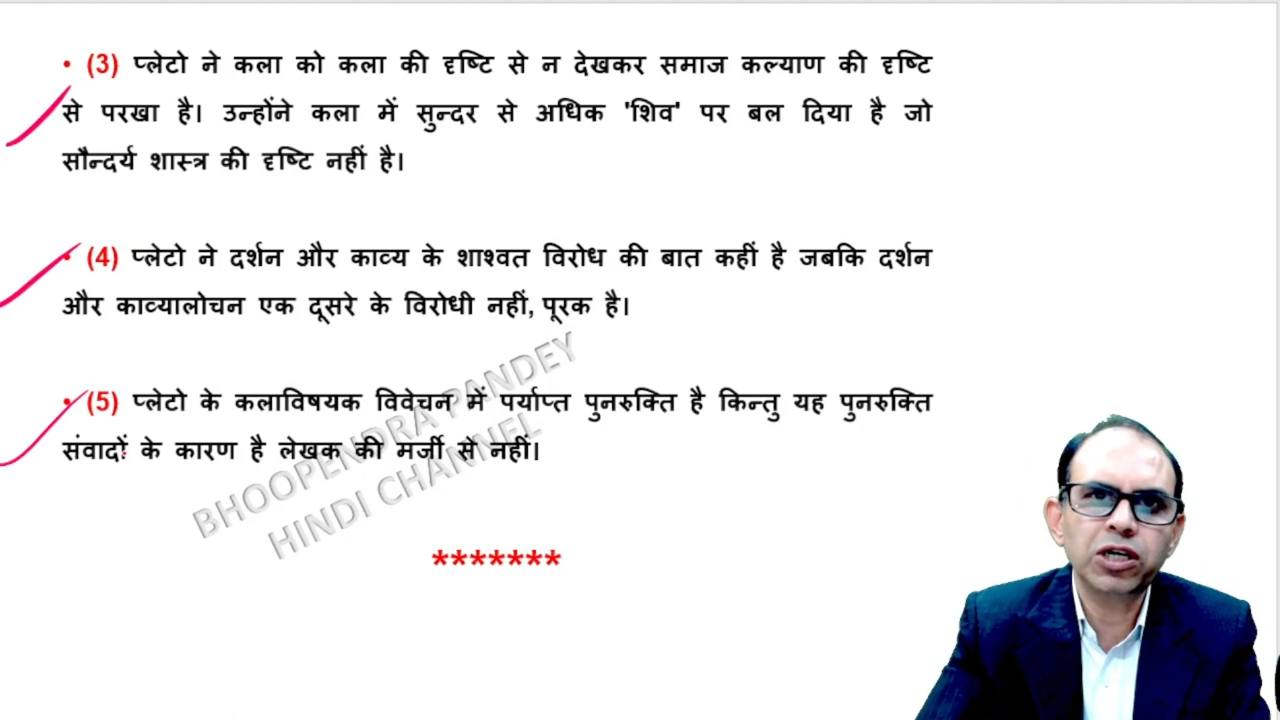 • (3) प्लेटो ने कला को कला की दृष्टि से न देखकर समाज कल्याण की दृष्टि
से परखा है। उन्होंने कला में सुन्दर से अधिक 'शिव' पर बल दिया है जो
सौन्दर्य शास्त्र की दृष्टि नहीं है।
• (4) प्लेटो ने दर्शन और काव्य के शाश्वत विरोध की बात कहीं है जबकि दर्शन
और काव्यालोचन एक दूसरे के विरोधी नहीं, पूरक है।
• (5) प्लेटो के कलाविषयक विवेचन में पर्याप्त पुनरुक्ति है किन्तु यह पुनरुक्ति
संवादों के कारण है लेखक की मर्जी से नहीं।
BHOOPENDRA PANDEY
HINDI CHANNEL
*******